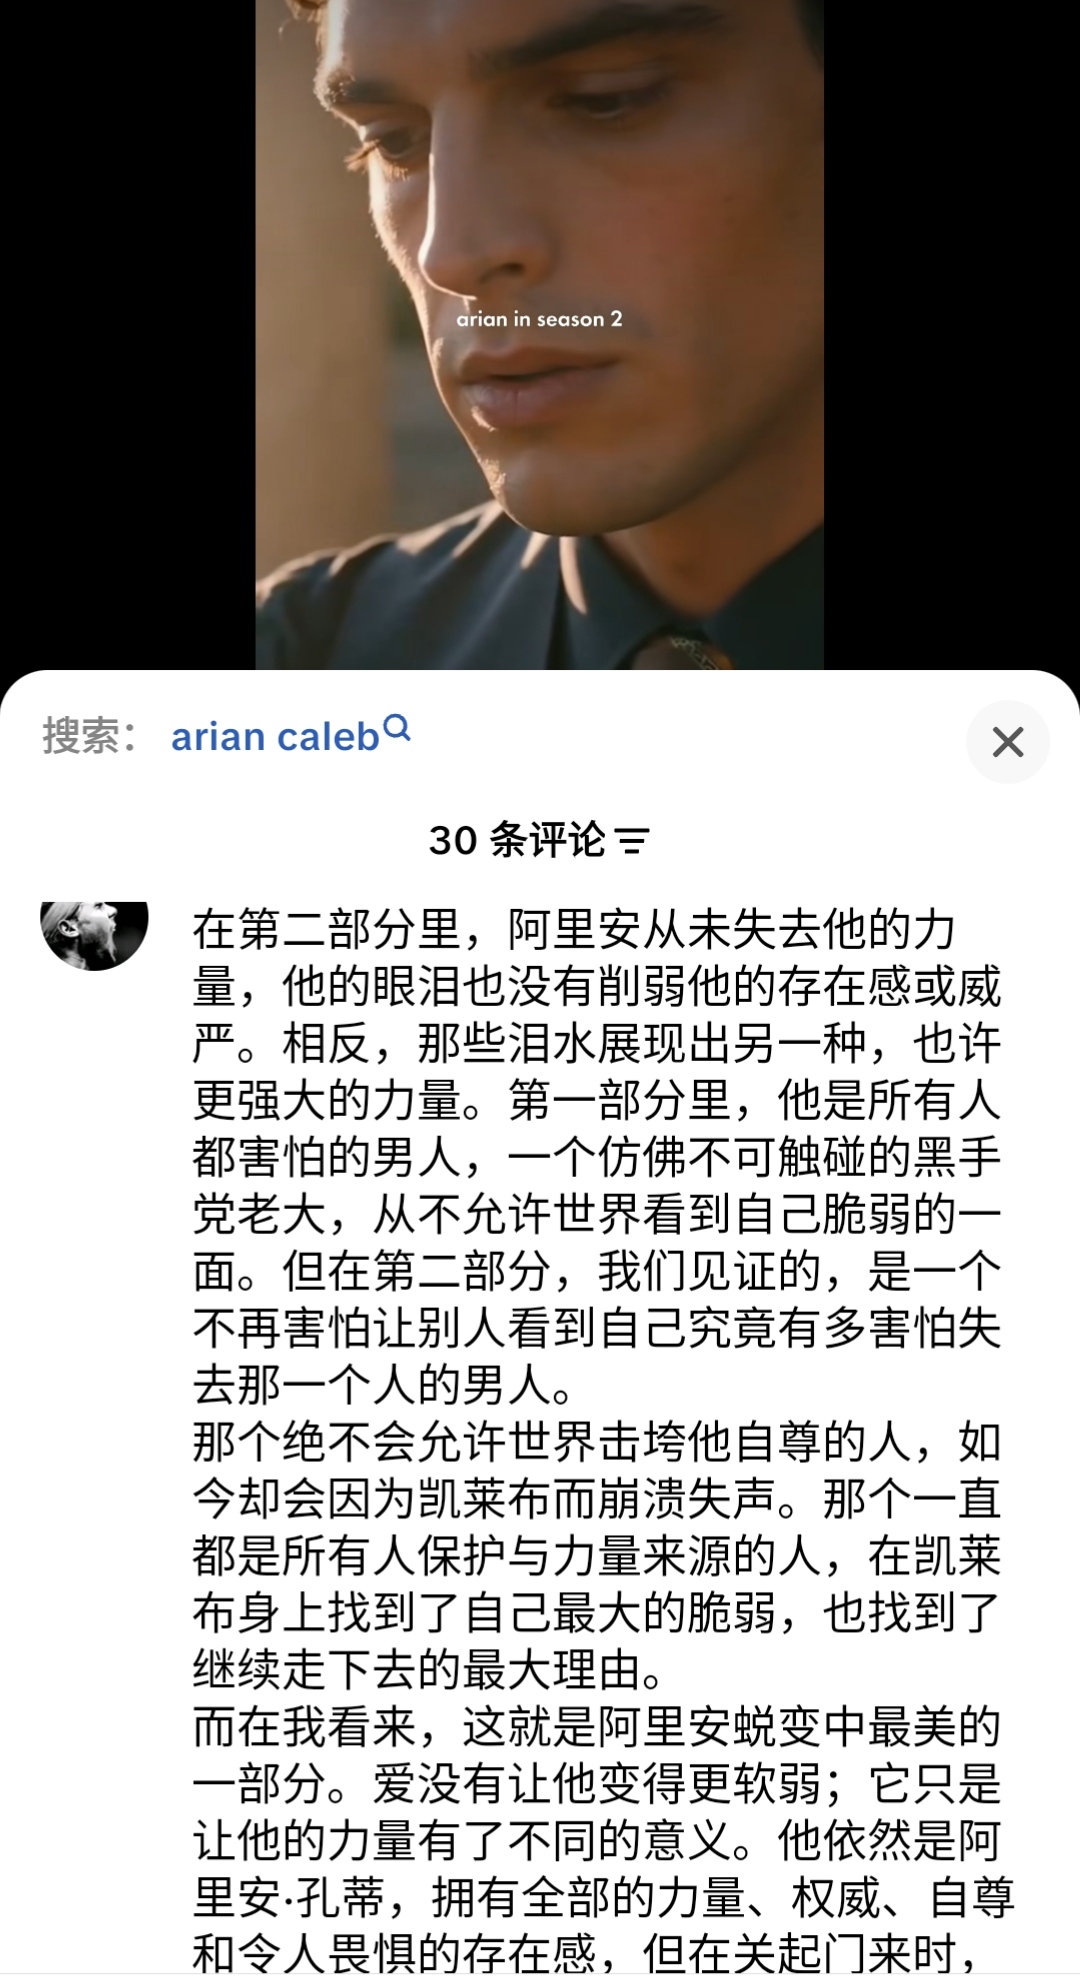 arian in season 2
搜索： arian caleb
30 条评论
在第二部分里，阿里安从未失去他的力
量，他的眼泪也没有削弱他的存在感或威
严。相反，那些泪水展现出另一种，也许
更强大的力量。第一部分里，他是所有人
都害怕的男人，一个仿佛不可触碰的黑手
党老大，从不允许世界看到自己脆弱的一
面。但在第二部分，我们见证的，是一个
不再害怕让别人看到自己究竟有多害怕失
去那一个人的男人。
那个绝不会允许世界击垮他自尊的人，如
今却会因为凯莱布而崩溃失声。那个一直
都是所有人保护与力量来源的人，在凯莱
布身上找到了自己最大的脆弱，也找到了
继续走下去的最大理由。
而在我看来，这就是阿里安蜕变中最美的
一部分。爱没有让他变得更软弱；它只是
让他的力量有了不同的意义。他依然是阿
里安·孔蒂，拥有全部的力量、权威、自尊
和令人畏惧的存在感，但在关起门来时，